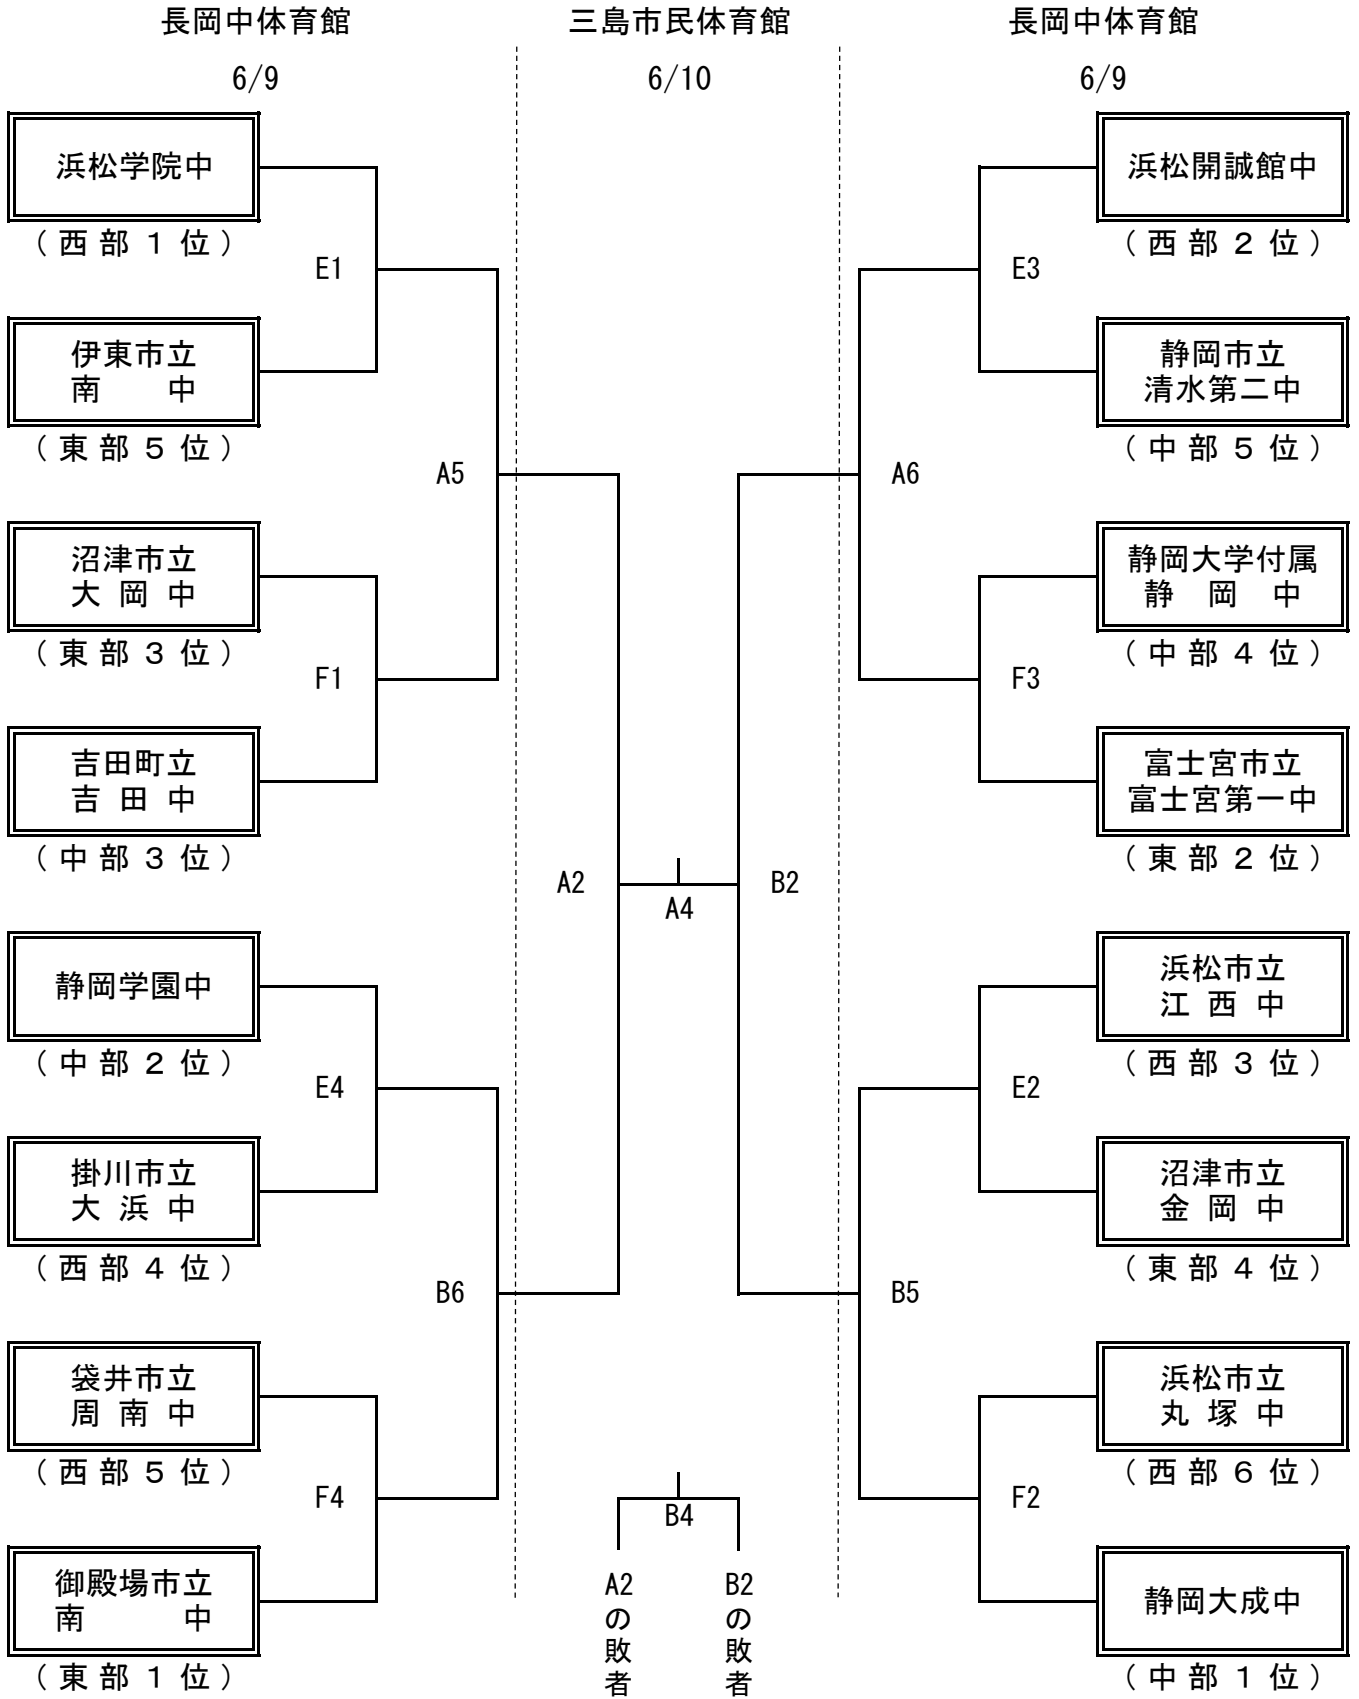 長岡中体育館
三島市民体育館
長岡中体育館
6/9
6/10
6/9
浜松学院中
（西部１位）
E1
伊東市立
南　　中
（東部５位）
A5
沼津市立
大岡中
（東部３位）
F1
吉田町立
吉田中
（中部３位）
A2
静岡学園中
（中部２位）
E4
掛川市立
大浜中
（西部４位）
B6
袋井市立
周南中
（西部５位）
F4
御殿場市立
南　　　中
（東部１位）
A4
B4
A2の敗者
B2の敗者
浜松開誠館中
（西部２位）
E3
静岡市立
清水第二中
（中部５位）
A6
静岡大学付属
静　岡　中
（中部４位）
F3
富士宮市立
富士宮第一中
（東部２位）
B2
浜松市立
江西中
（西部３位）
E2
沼津市立
金岡中
（東部４位）
B5
浜松市立
丸塚中
（西部６位）
F2
静岡大成中
（中部１位）